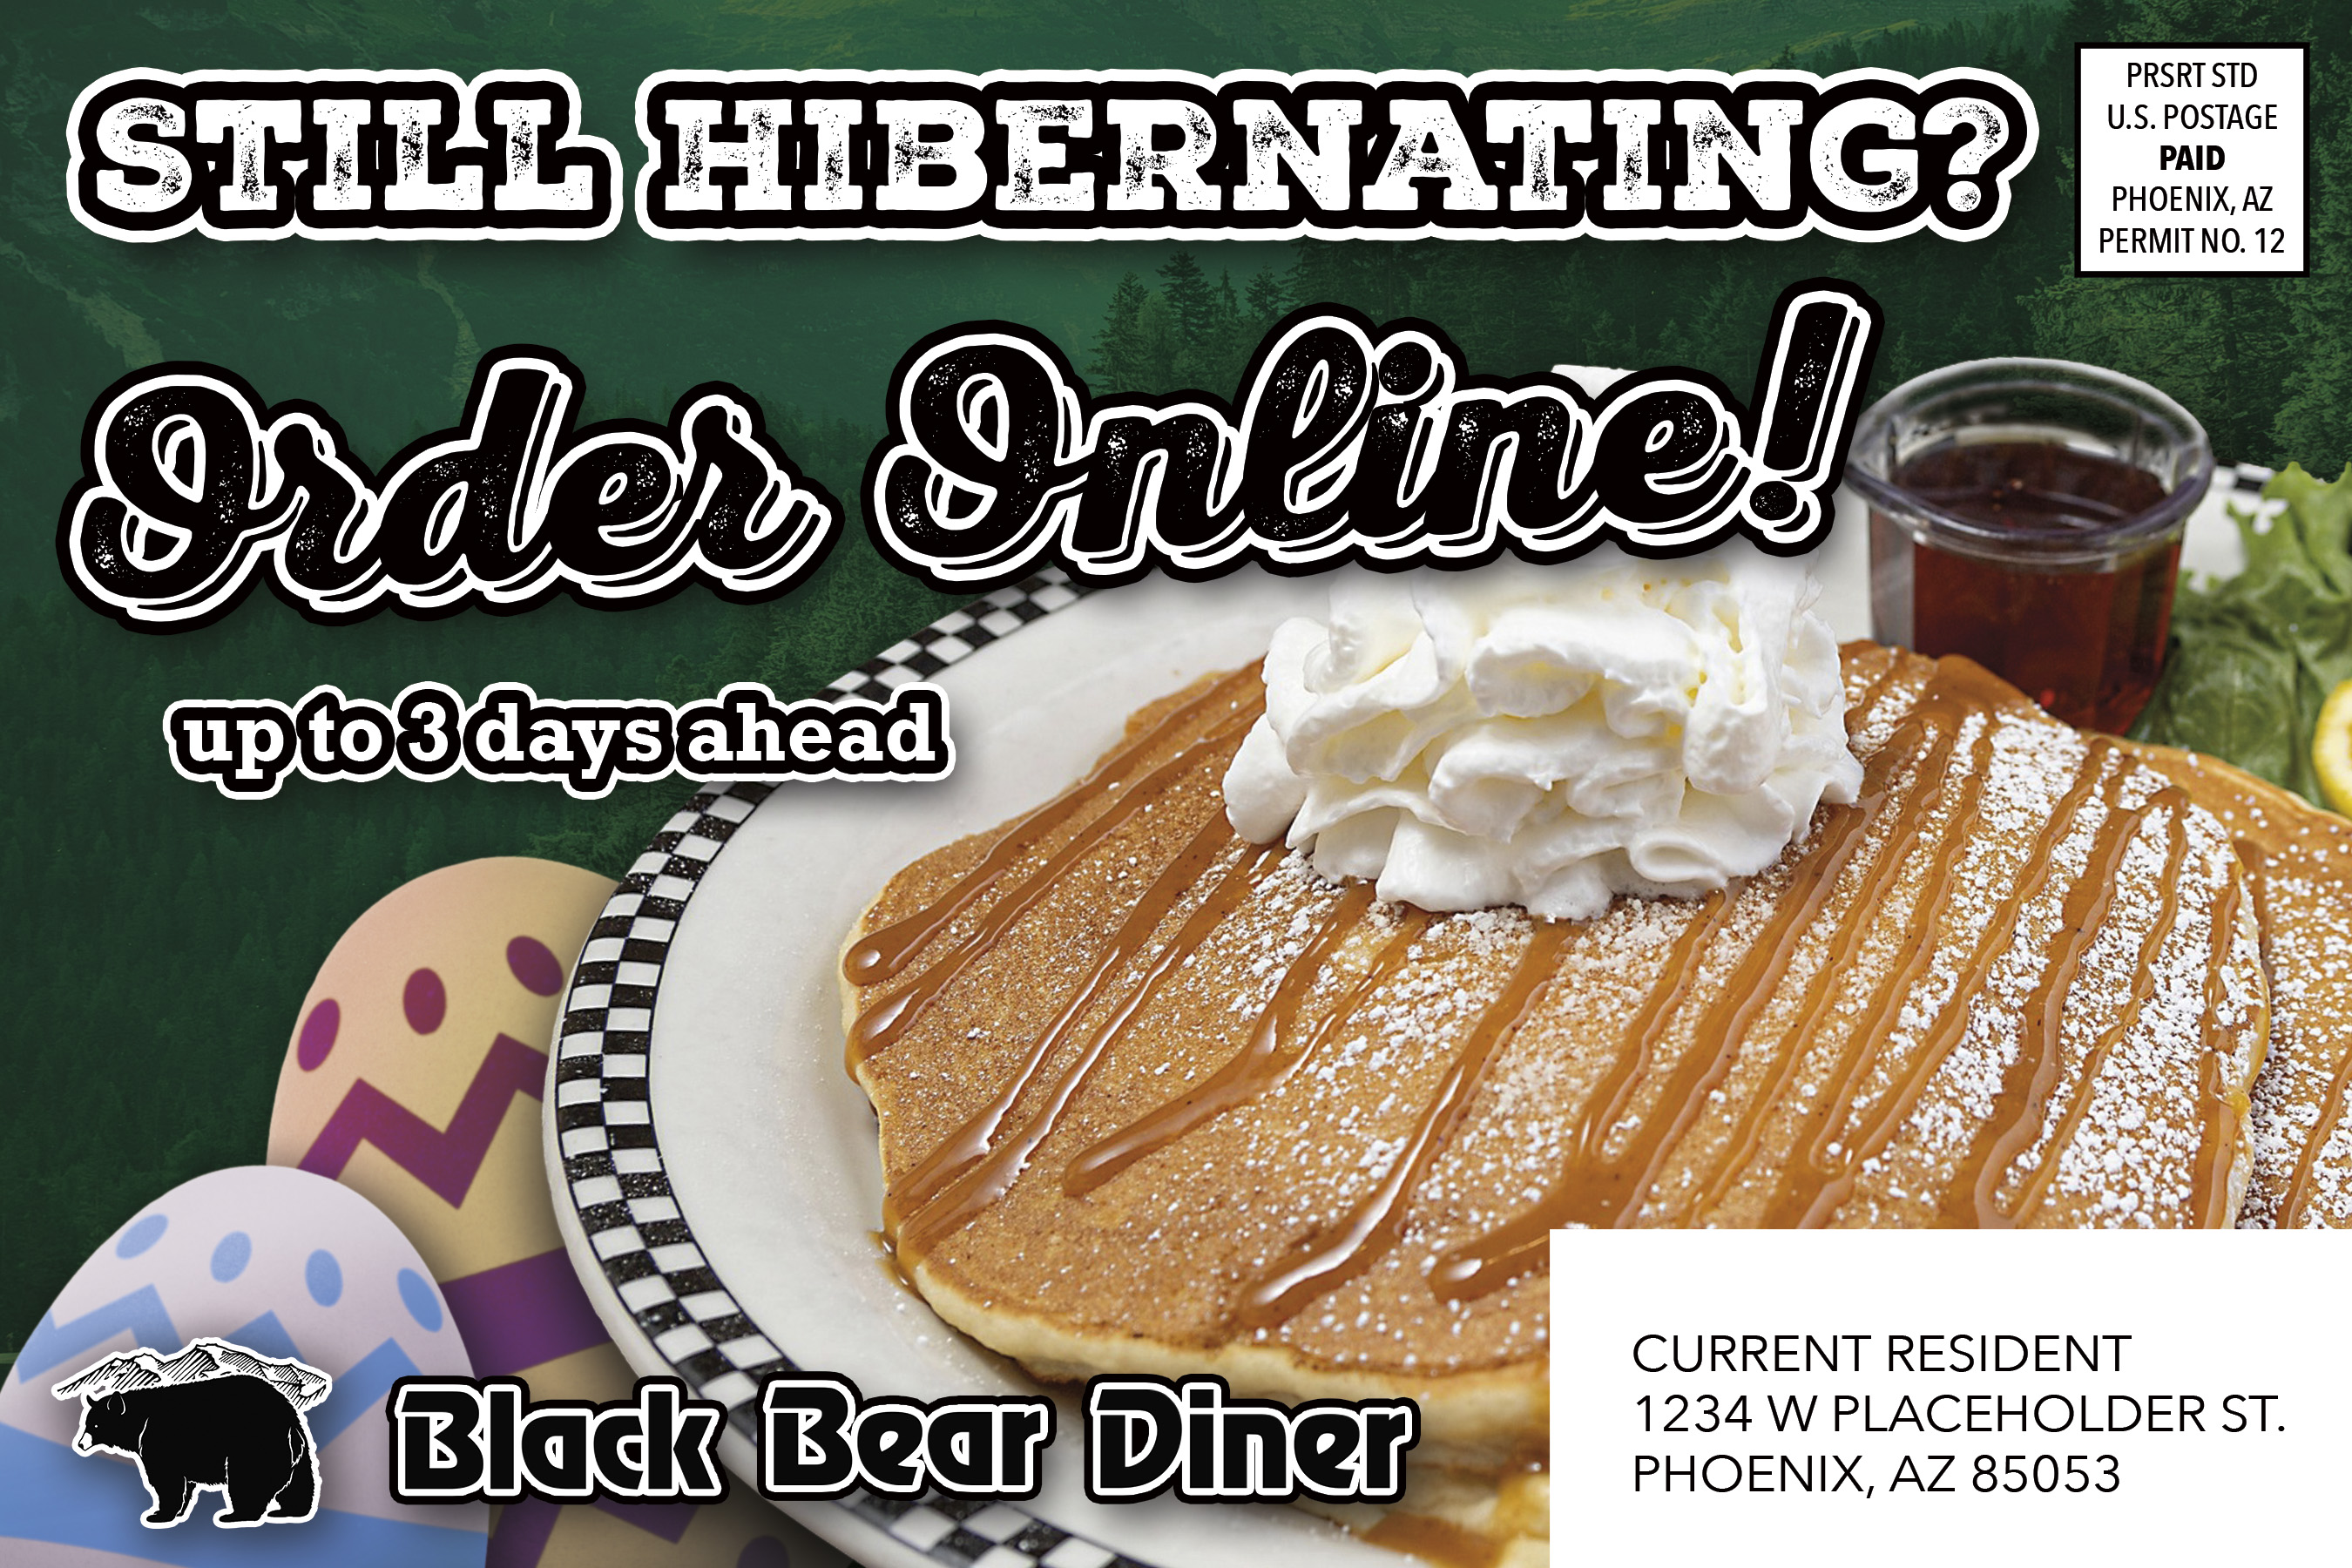 STILL HIBERNATING?
PRSRT STD
U.S. POSTAGE
PAID
PHOENIX, AZ
PERMIT NO. 12
Order Online!
up to 3 days ahead
Black Bear Diner
CURRENT RESIDENT
1234 W PLACEHOLDER ST.
PHOENIX, AZ 85053